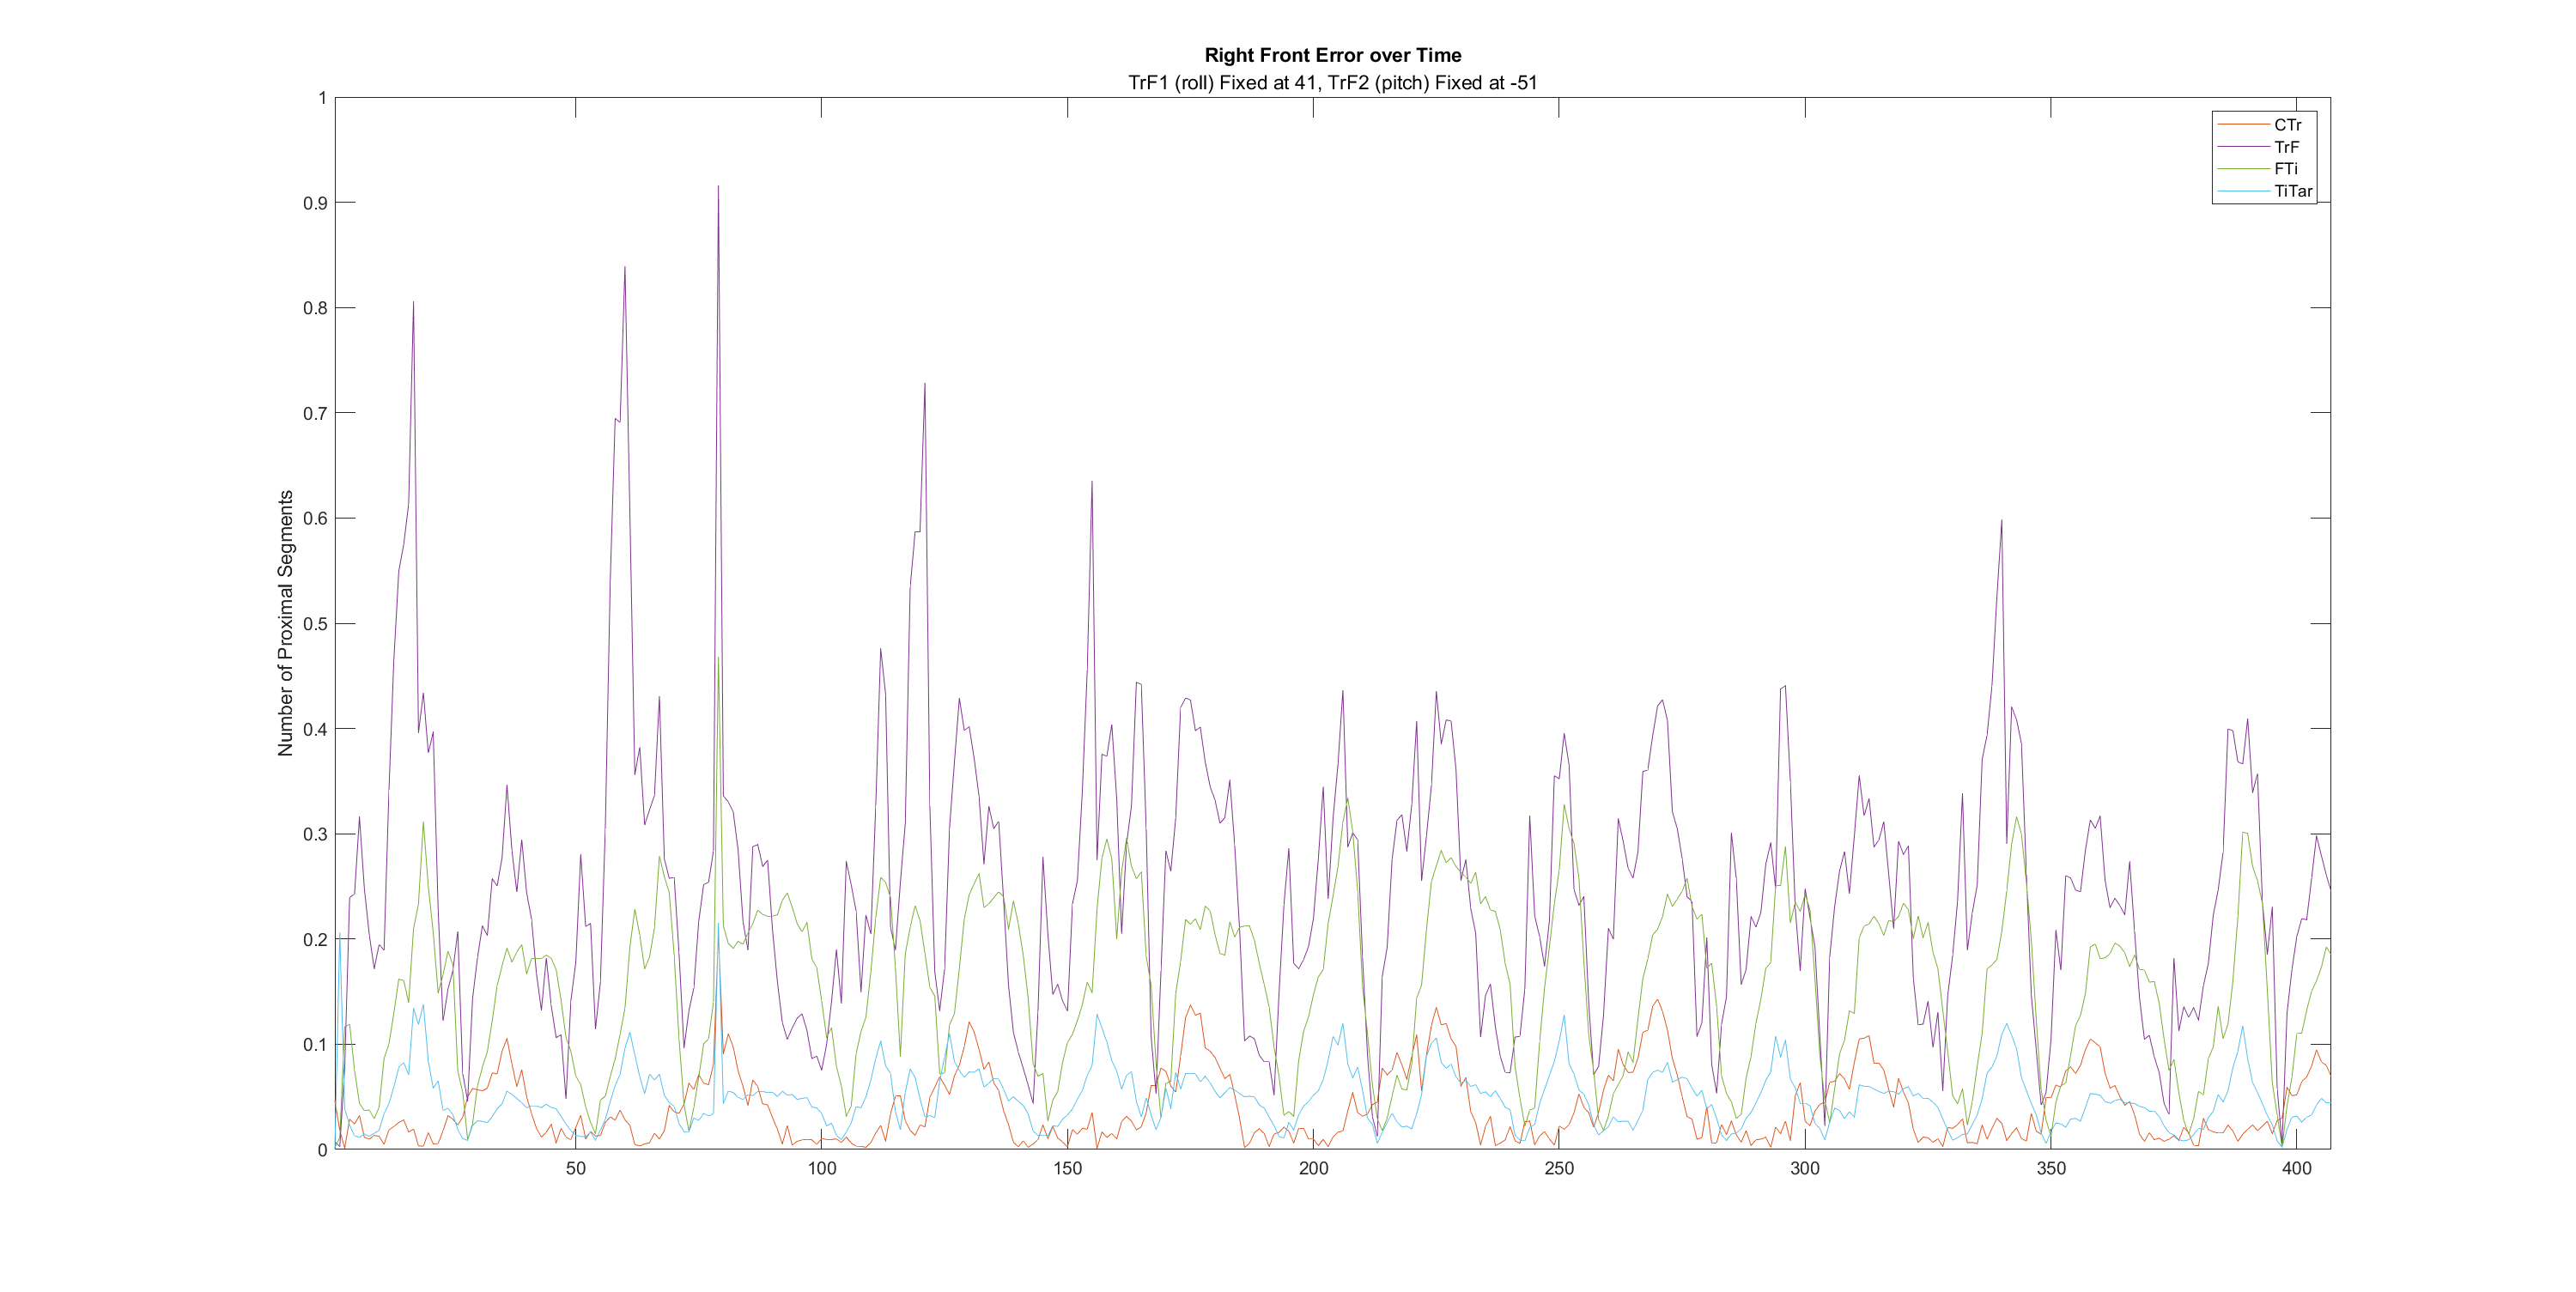 Right Front Error over Time
TrF1 (roll) Fixed at 41, TrF2 (pitch) Fixed at -51
CTr
TrF
FTi
TiTar
Number of Proximal Segments
1
0.9
0.8
0.7
0.6
0.5
0.4
0.3
0.2
0.1
0
50 100 150 200 250 300 350 400